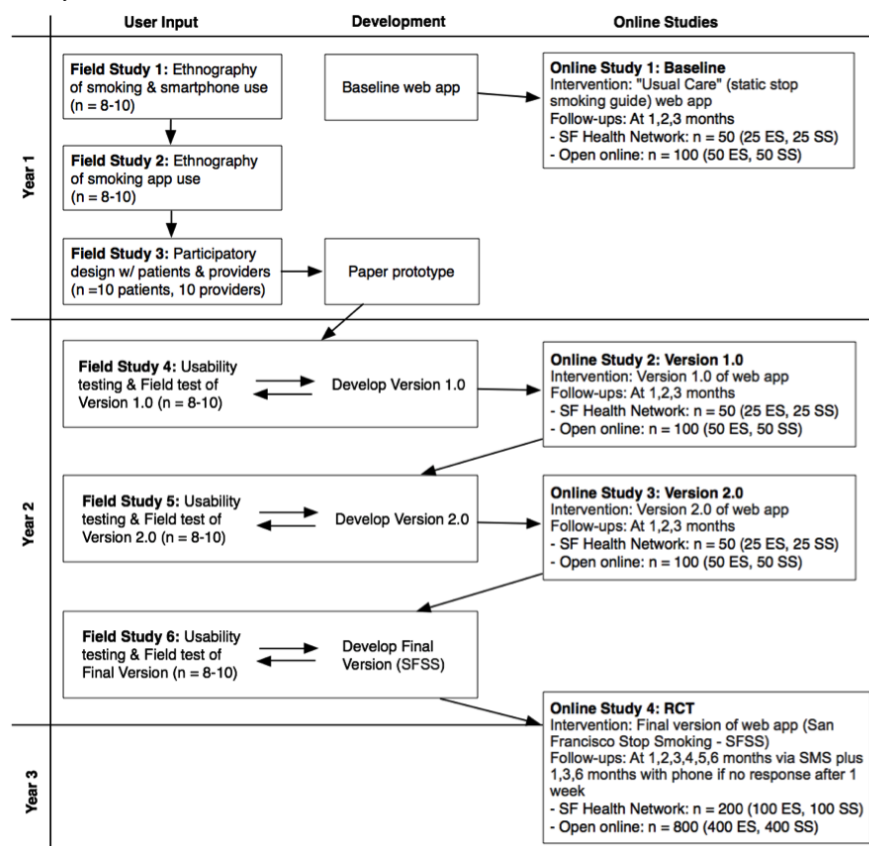 User Input
Development
Online Studies
Year 1
Field Study 1: Ethnography
of smoking & smartphone use
(n = 8-10)
Baseline web app
Online Study 1: Baseline
Intervention: "Usual Care" (static stop
smoking guide) web app
Follow-ups: At 1,2,3 months
- SF Health Network: n = 50 (25 ES, 25 SS)
- Open online: n = 100 (50 ES, 50 SS)
Field Study 2: Ethnography
of smoking app use
(n = 8-10)
Field Study 3: Participatory
design w/ patients & providers
(n =10 patients, 10 providers)
Paper prototype
Year 2
Field Study 4: Usability
testing & Field test of
Version 1.0 (n = 8-10)
Develop Version 1.0
Online Study 2: Version 1.0
Intervention: Version 1.0 of web app
Follow-ups: At 1,2,3 months
- SF Health Network: n = 50 (25 ES, 25 SS)
- Open online: n = 100 (50 ES, 50 SS)
Field Study 5: Usability
testing & Field test of
Version 2.0 (n = 8-10)
Develop Version 2.0
Online Study 3: Version 2.0
Intervention: Version 2.0 of web app
Follow-ups: At 1,2,3 months
- SF Health Network: n = 50 (25 ES, 25 SS)
- Open online: n = 100 (50 ES, 50 SS)
Field Study 6: Usability
testing & Field test of
Final Version (n = 8-10)
Develop Final
Version (SFSS)
Year 3
Online Study 4: RCT
Intervention: Final version of web app (San
Francisco Stop Smoking - SFSS)
Follow-ups: At 1,2,3,4,5,6 months via SMS plus
1,3,6 months with phone if no response after 1
week
- SF Health Network: n = 200 (100 ES, 100 SS)
- Open online: n = 800 (400 ES, 400 SS)